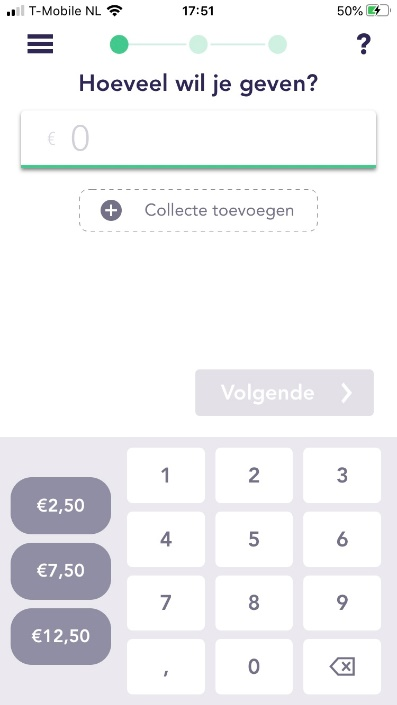 T-Mobile NL 17:51 50%
?
Hoeveel wil je geven?
€ 0
+ Collecte toevoegen
Volgende
€2,50
€7,50
€12,50
1 2 3
4 5 6
7 8 9
, 0